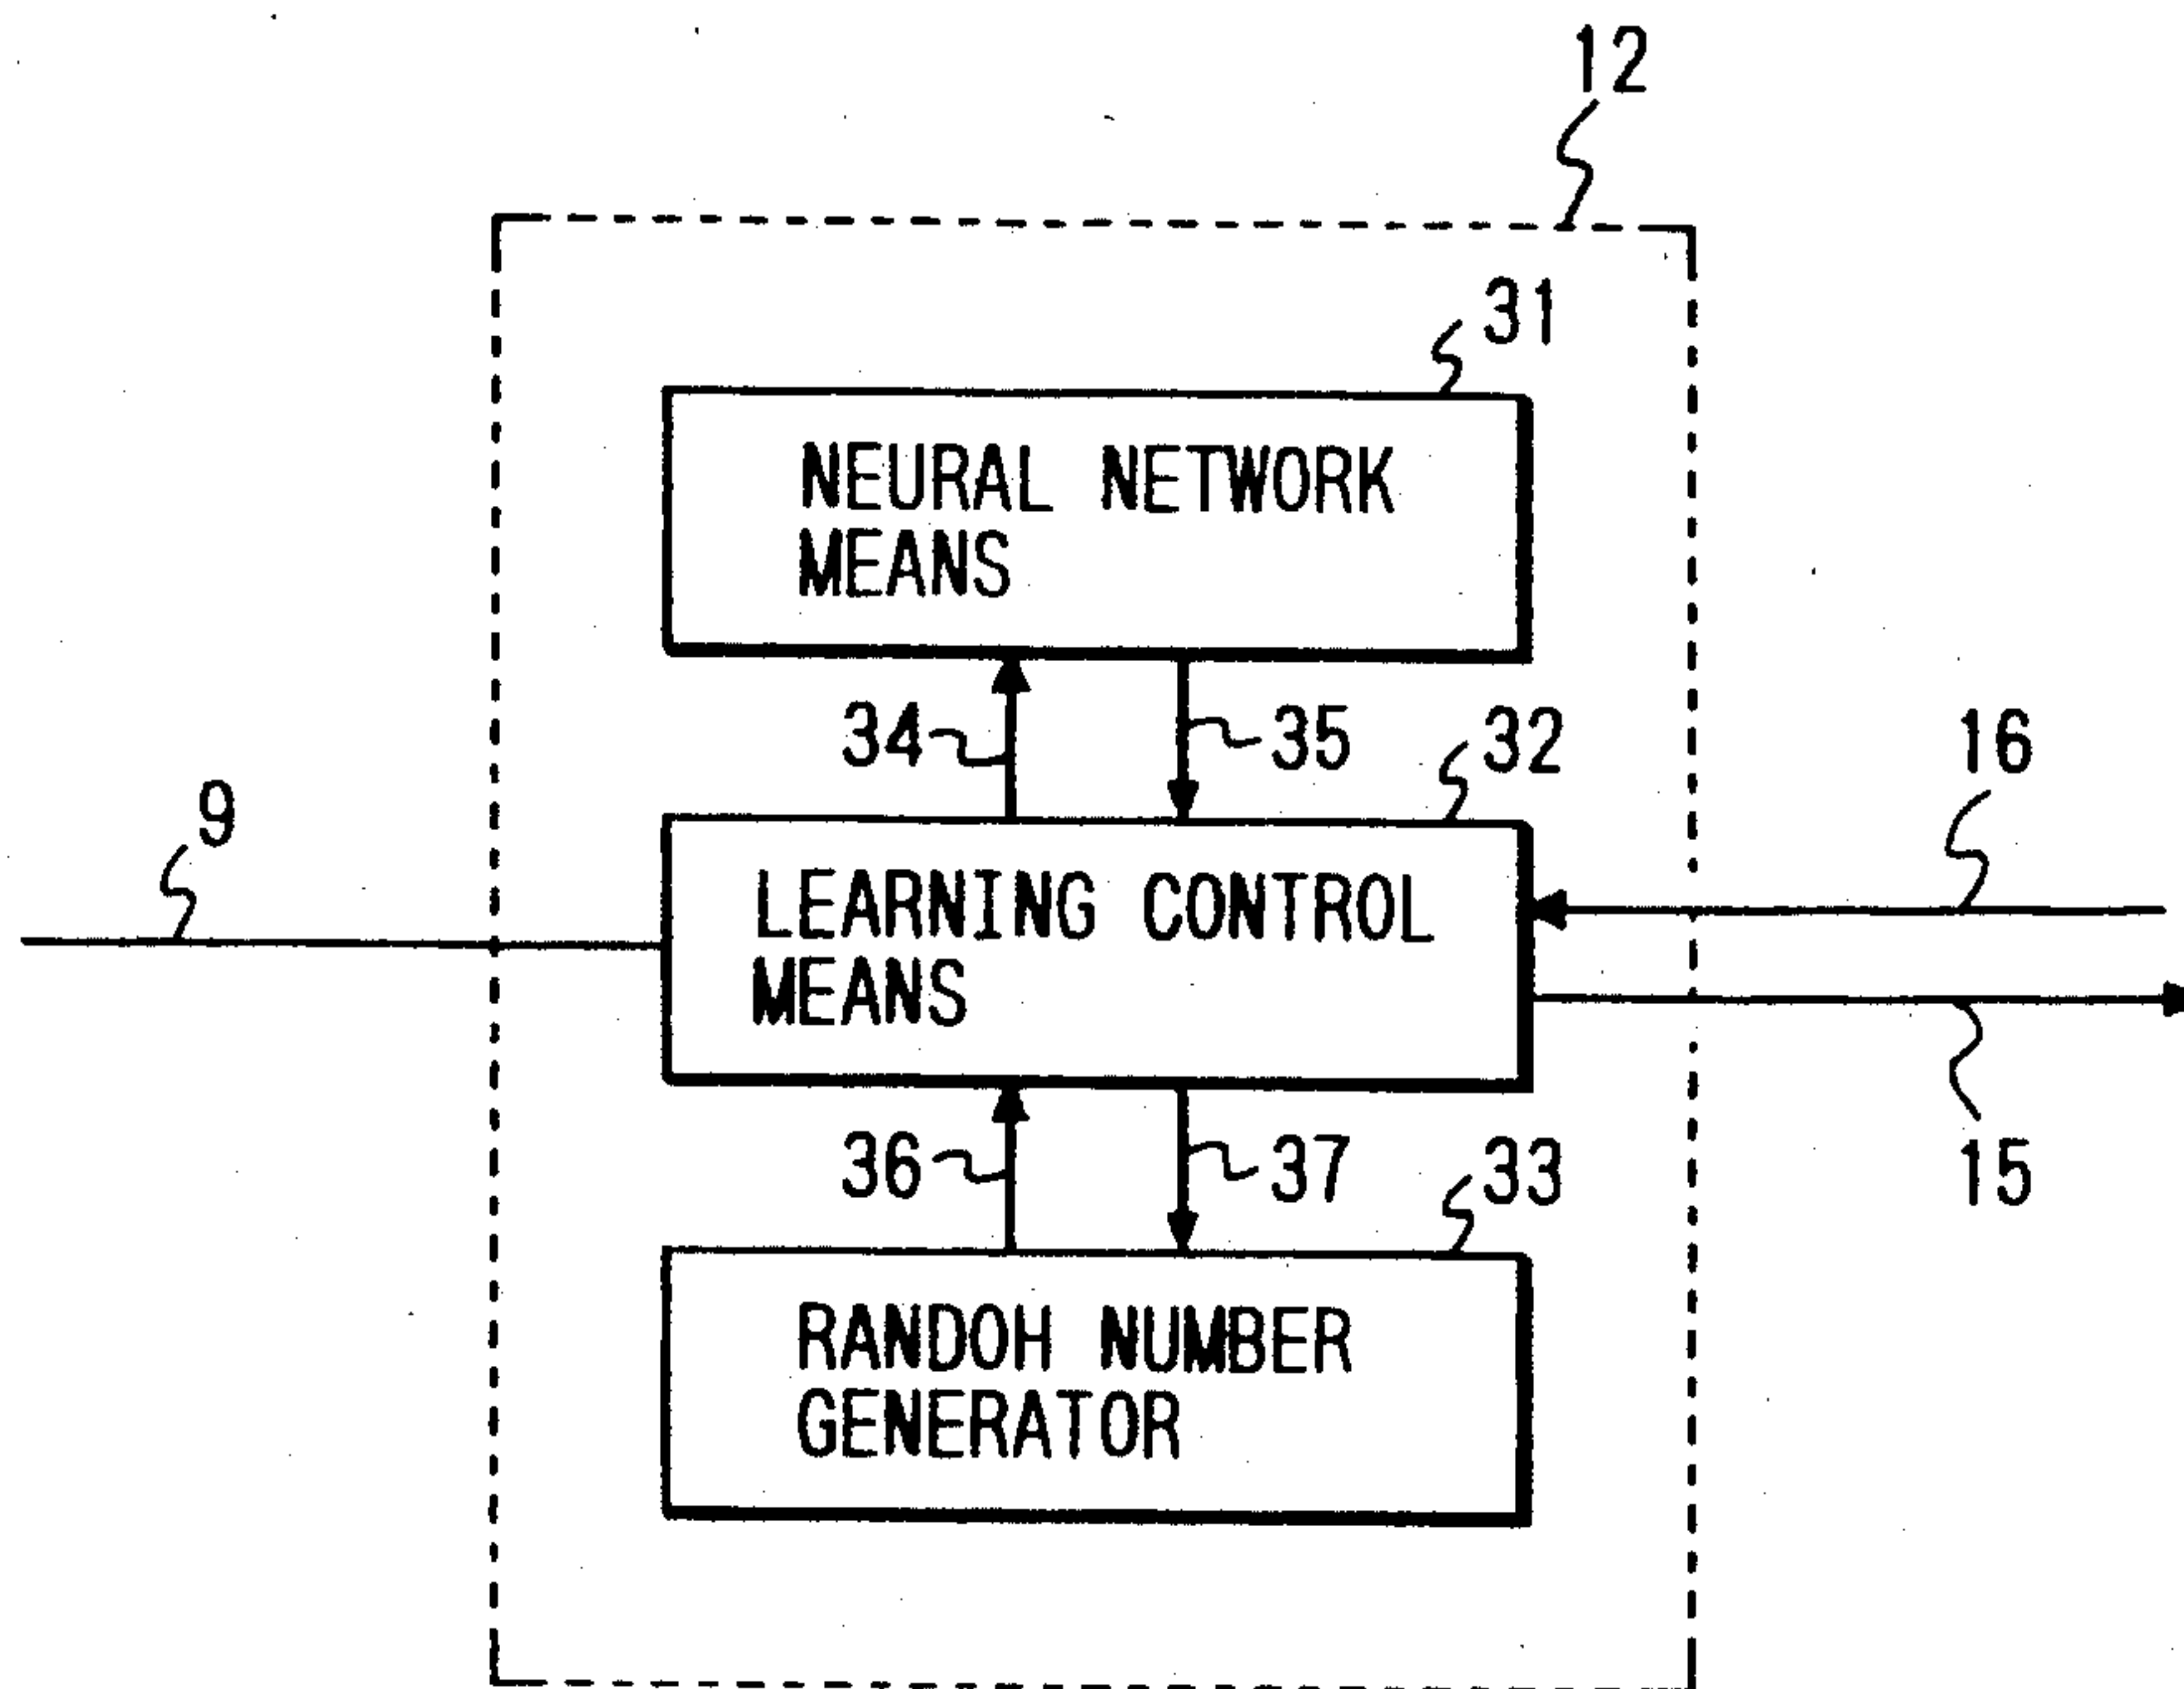 12
31
NEURAL NETWORK
MEANS
34
35
32
16
9
LEARNING CONTROL
MEANS
36
37
33
15
RANDOH NUMBER
GENERATOR